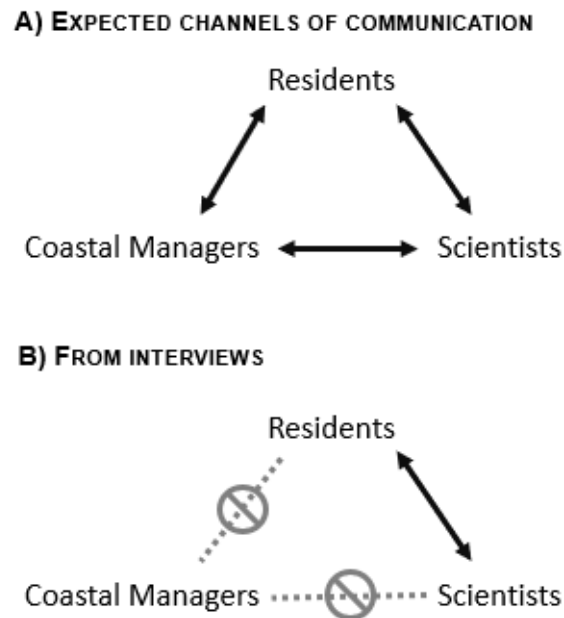 A) EXPECTED CHANNELS OF COMMUNICATION
Residents
Coastal Managers Scientists
B) FROM INTERVIEWS
Residents
Coastal Managers Scientists